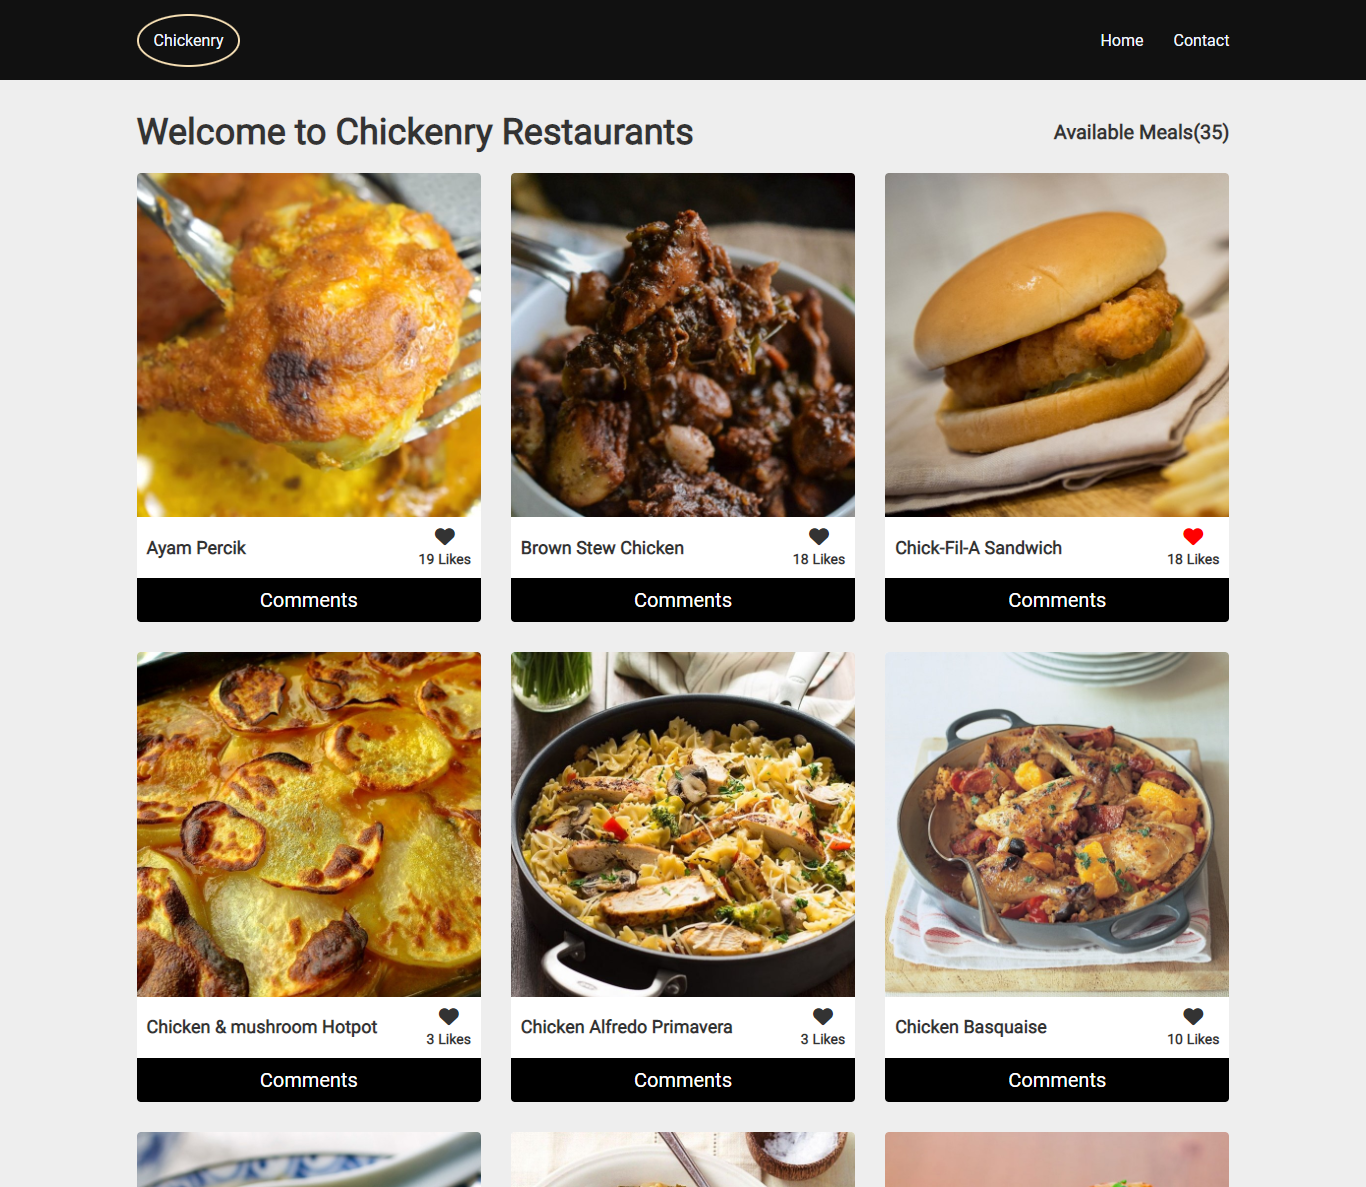 Chickenry
Home
Contact
Welcome to Chickenry Restaurants
Available Meals(35)
Ayam Percik
19 Likes
Comments
Brown Stew Chicken
18 Likes
Comments
Chick-Fil-A Sandwich
18 Likes
Comments
Chicken & mushroom Hotpot
3 Likes
Comments
Chicken Alfredo Primavera
3 Likes
Comments
Chicken Basquaise
10 Likes
Comments